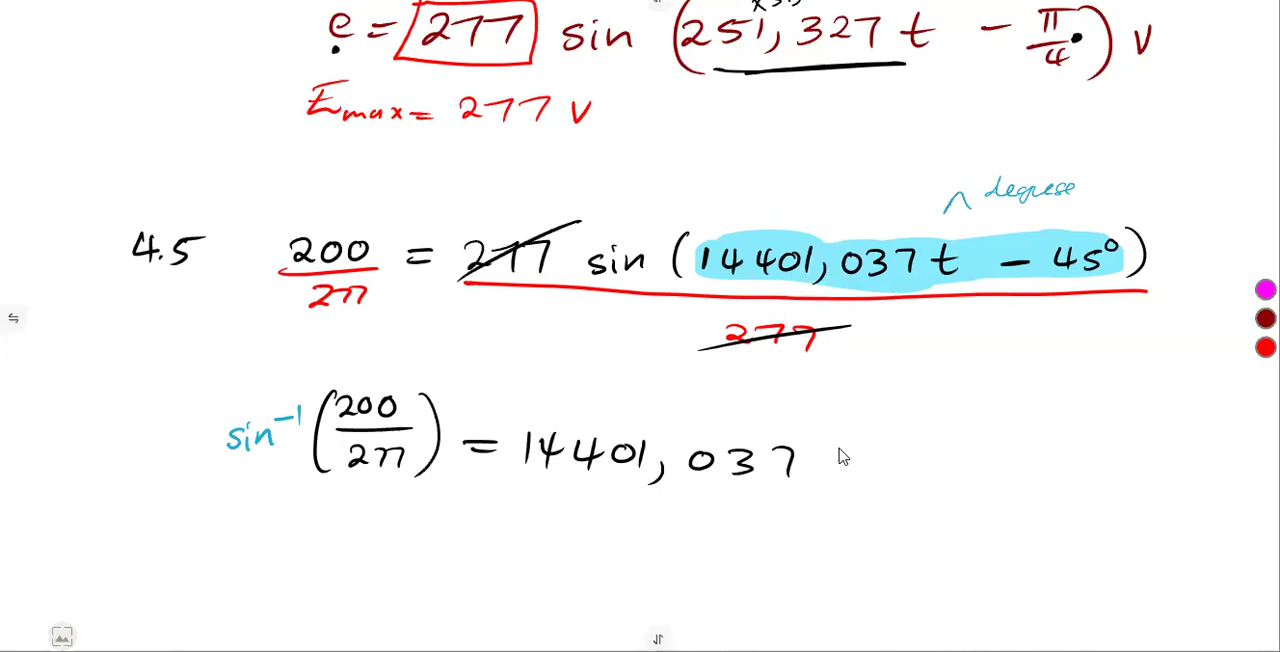 e = 277 sin (251,327 t - π/4) v
Emax = 277 v
degrese
4.5 200/277 = 277 sin (14401,037 t - 45°)/277
sin⁻¹ (200/277) = 14401,037